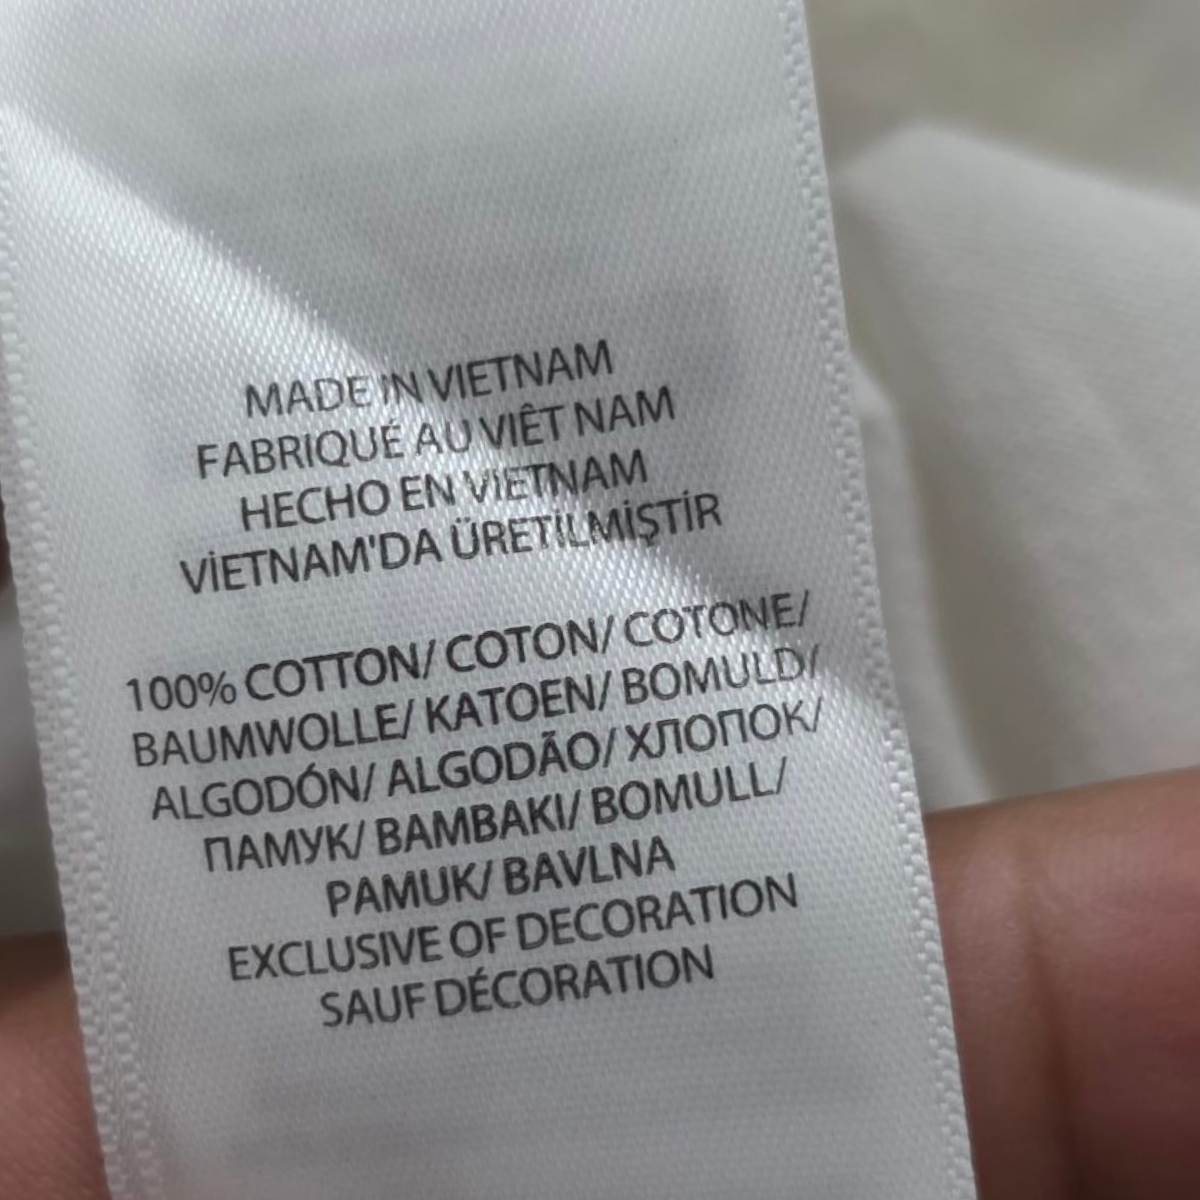 MADE IN VIETNAM
FABRIQUÉ AU VIÊT NAM
HECHO EN VIETNAM
VİETNAM'DA ÜRETİLMİŞTİR
100% COTTON/ COTON/ COTONE/
BAUMWOLLE/ KATOEN/ BOMULD/
ALGODÓN/ ALGODÃO/ ХЛОПОК/
ПАМУК/ BAMBAKI/ BOMULL/
PAMUK/ BAVLNA
EXCLUSIVE OF DECORATION
SAUF DÉCORATION